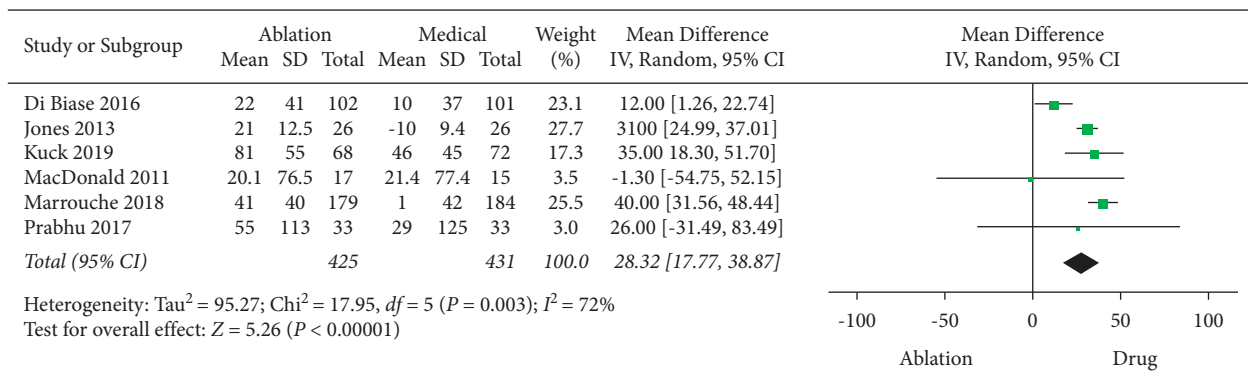 Study or Subgroup Ablation Medical Weight (%) Mean Difference IV, Random, 95% CI Mean Difference IV, Random, 95% CI
Mean SD Total Mean SD Total
Di Biase 2016 22 41 102 10 37 101 23.1 12.00 [1.26, 22.74]
Jones 2013 21 12.5 26 -10 9.4 26 27.7 3100 [24.99, 37.01]
Kuck 2019 81 55 68 46 45 72 17.3 35.00 18.30, 51.70]
MacDonald 2011 20.1 76.5 17 21.4 77.4 15 3.5 -1.30 [-54.75, 52.15]
Marrouche 2018 41 40 179 1 42 184 25.5 40.00 [31.56, 48.44]
Prabhu 2017 55 113 33 29 125 33 3.0 26.00 [-31.49, 83.49]
Total (95% CI) 425 431 100.0 28.32 [17.77, 38.87]
Heterogeneity: Tau² = 95.27; Chi² = 17.95, df = 5 (P = 0.003); I² = 72%
Test for overall effect: Z = 5.26 (P < 0.00001)
-100 -50 0 50 100
Ablation Drug